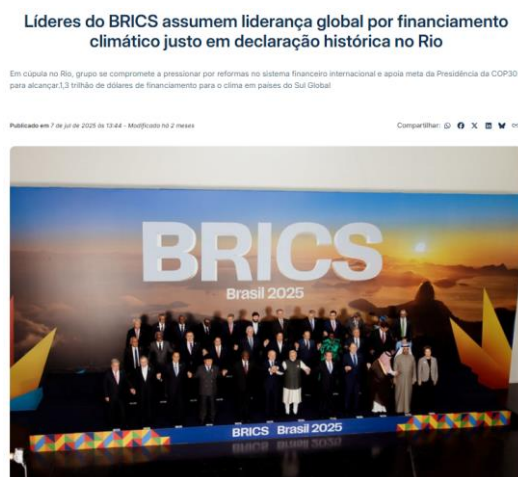 Líderes do BRICS assumem liderança global por financiamento
climático justo em declaração histórica no Rio
Em cúpula no Rio, grupo se compromete a pressionar por reformas no sistema financeiro internacional e apoia meta da Presidência da COP30
para alcançar 1,3 trilhão de dólares de financiamento para o clima em países do Sul Global
Publicado em 7 de jul de 2025 às 13:44 - Modificado há 2 meses
Compartilhar:
BRICS
Brasil 2025
BRICS Brasil 2025